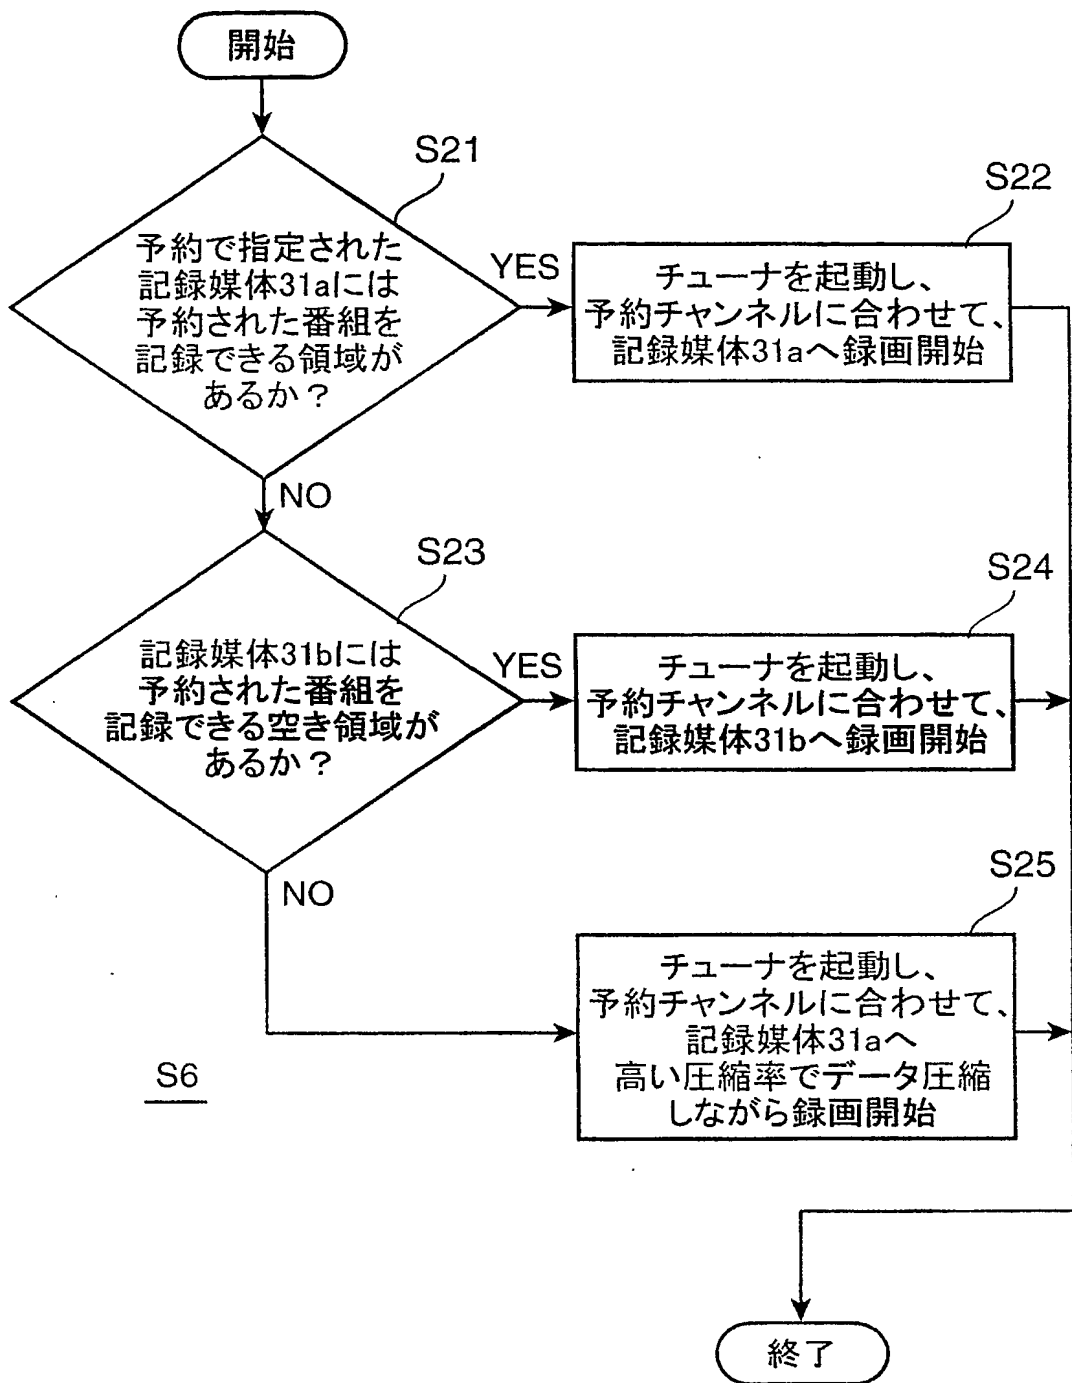 開始
S21
予約で指定された
記録媒体31aには
予約された番組を
記録できる領域が
あるか？
YES
S22
チューナを起動し、
予約チャンネルに合わせて、
記録媒体31aへ録画開始
NO
S23
記録媒体31bには
予約された番組を
記録できる空き領域が
あるか？
YES
S24
チューナを起動し、
予約チャンネルに合わせて、
記録媒体31bへ録画開始
NO
S25
チューナを起動し、
予約チャンネルに合わせて、
記録媒体31aへ
高い圧縮率でデータ圧縮
しながら録画開始
S6
終了